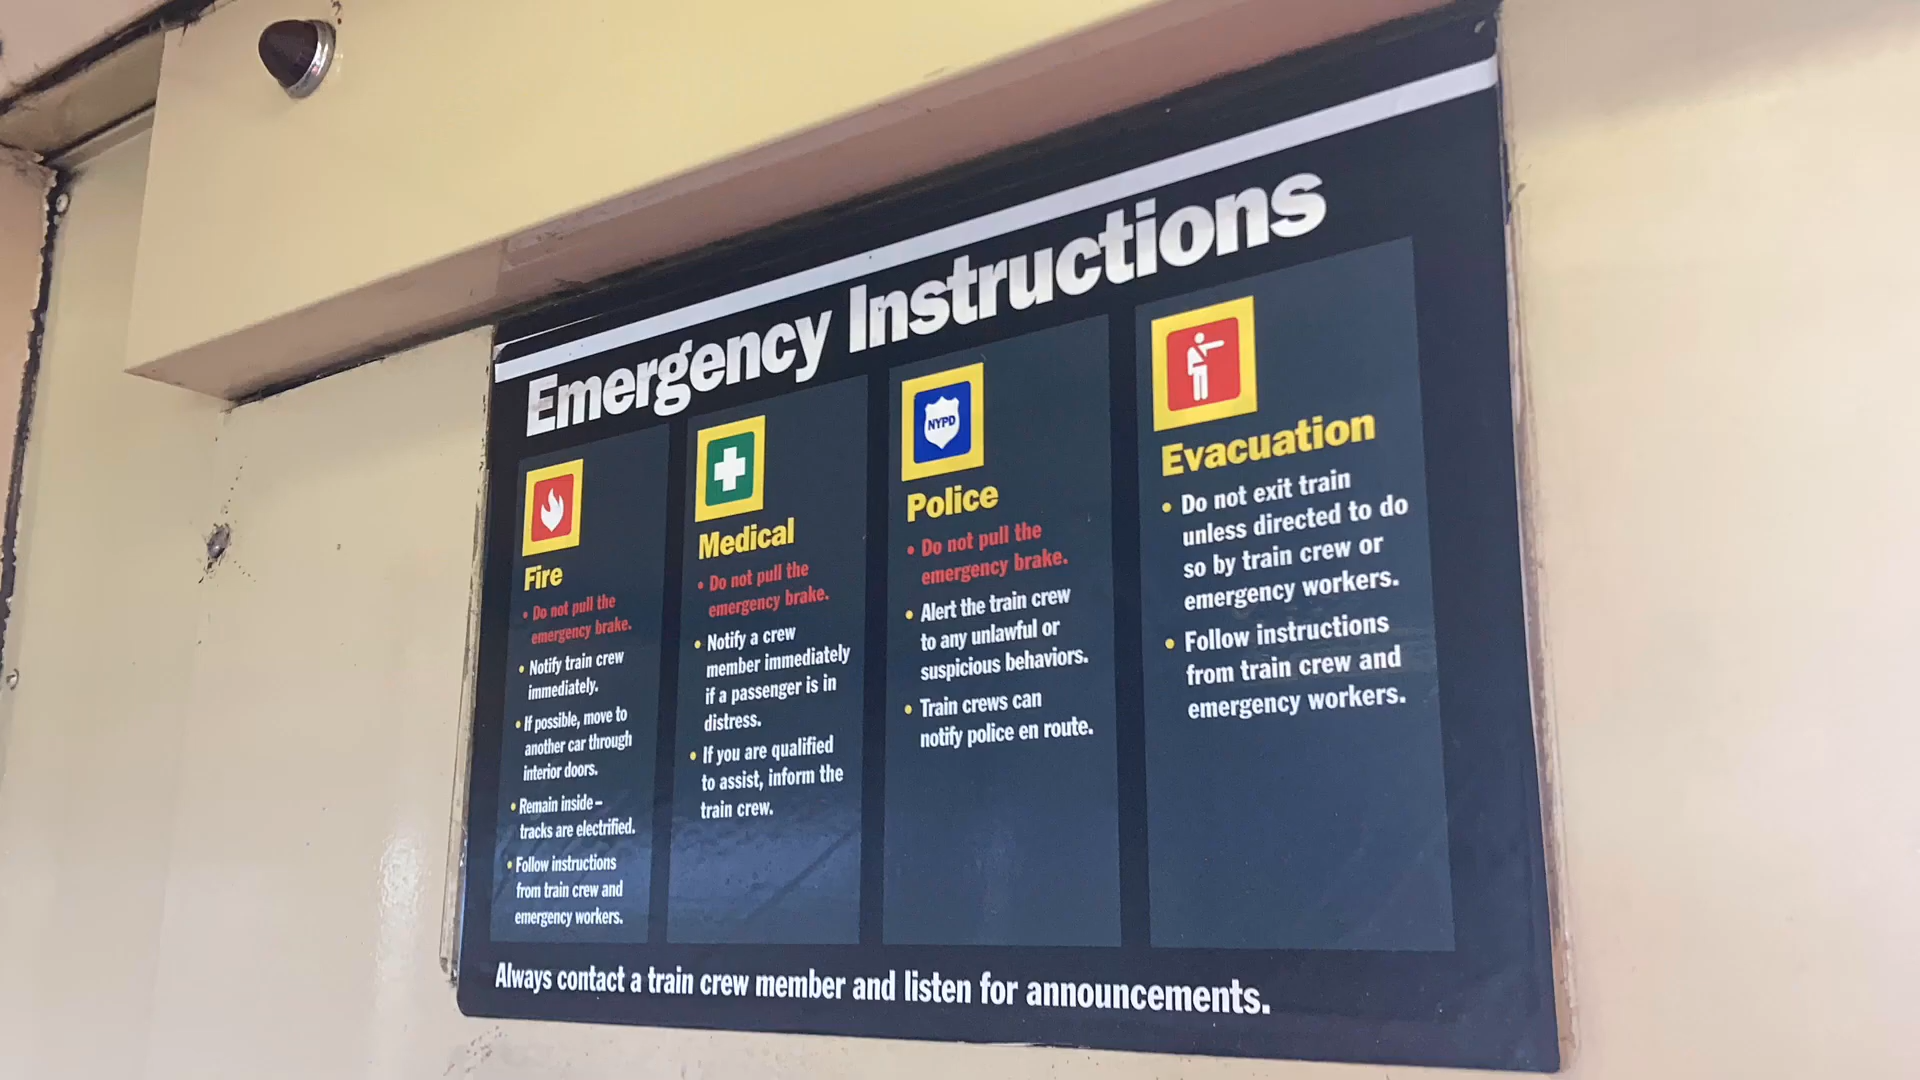 Emergency Instructions
Fire
• Do not pull the
emergency brake.
• Notify train crew
immediately.
• If possible, move to
another car through
interior doors.
• Remain inside –
tracks are electrified.
• Follow instructions
from train crew and
emergency workers.
Medical
• Do not pull the
emergency brake.
• Notify a crew
member immediately
if a passenger is in
distress.
• If you are qualified
to assist, inform the
train crew.
NYPD
Police
• Do not pull the
emergency brake.
• Alert the train crew
to any unlawful or
suspicious behaviors.
• Train crews can
notify police en route.
Evacuation
• Do not exit train
unless directed to do
so by train crew or
emergency workers.
• Follow instructions
from train crew and
emergency workers.
Always contact a train crew member and listen for announcements.